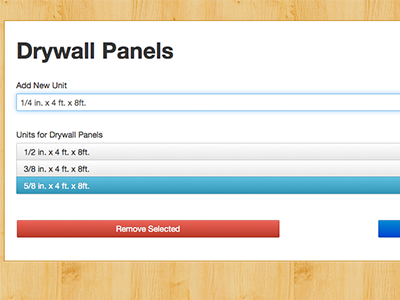 Drywall Panels
Add New Unit
1/4 in. x 4 ft. x 8ft.
Units for Drywall Panels
1/2 in. x 4 ft. x 8ft.
3/8 in. x 4 ft. x 8ft.
5/8 in. x 4 ft. x 8ft.
Remove Selected